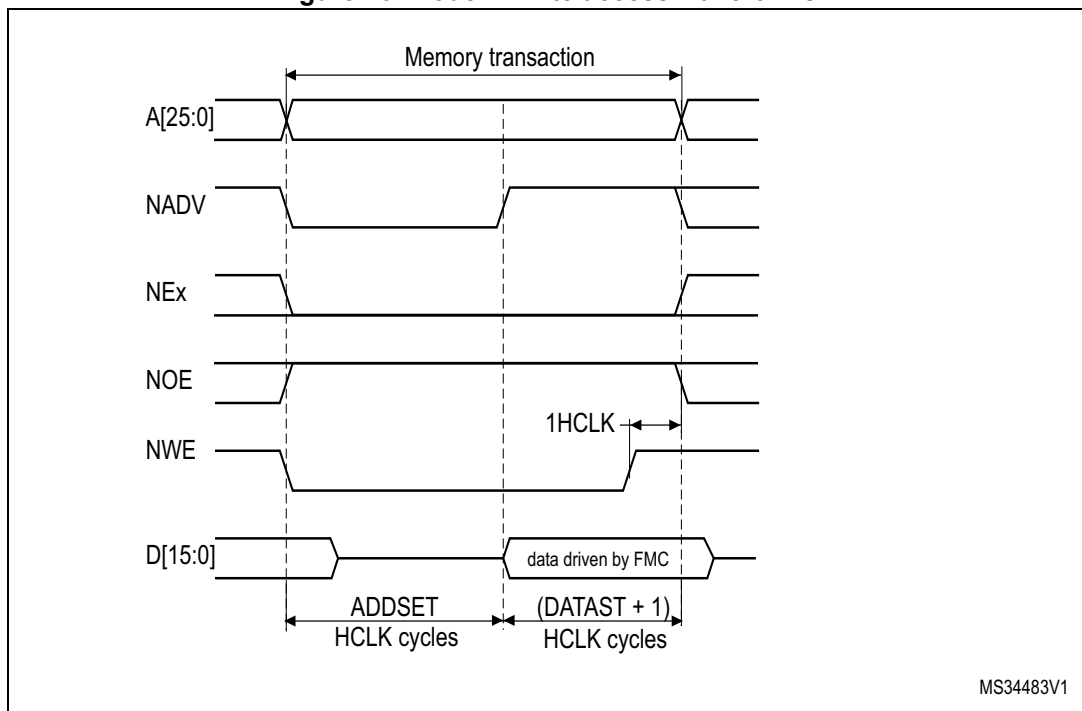 Memory transaction
A[25:0]
NADV
NEx
NOE
1HCLK
NWE
D[15:0]
data driven by FMC
ADDSET
HCLK cycles
(DATAST + 1)
HCLK cycles
MS34483V1